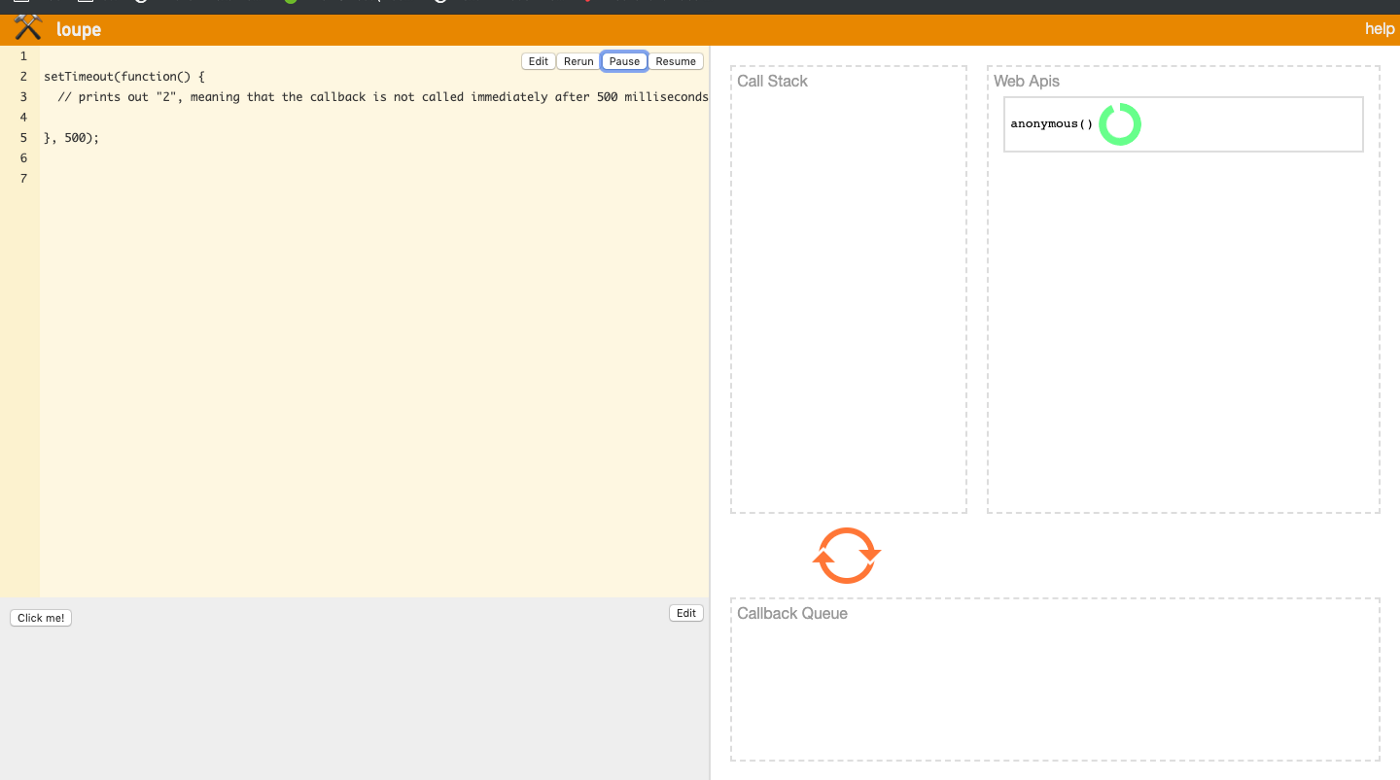 loupe
help
Edit Rerun Pause Resume
1
2 setTimeout(function() {
3 // prints out "2", meaning that the callback is not called immediately after 500 milliseconds
4
5 }, 500);
6
7
Call Stack
Web Apis
anonymous()
Click me!
Edit
Callback Queue